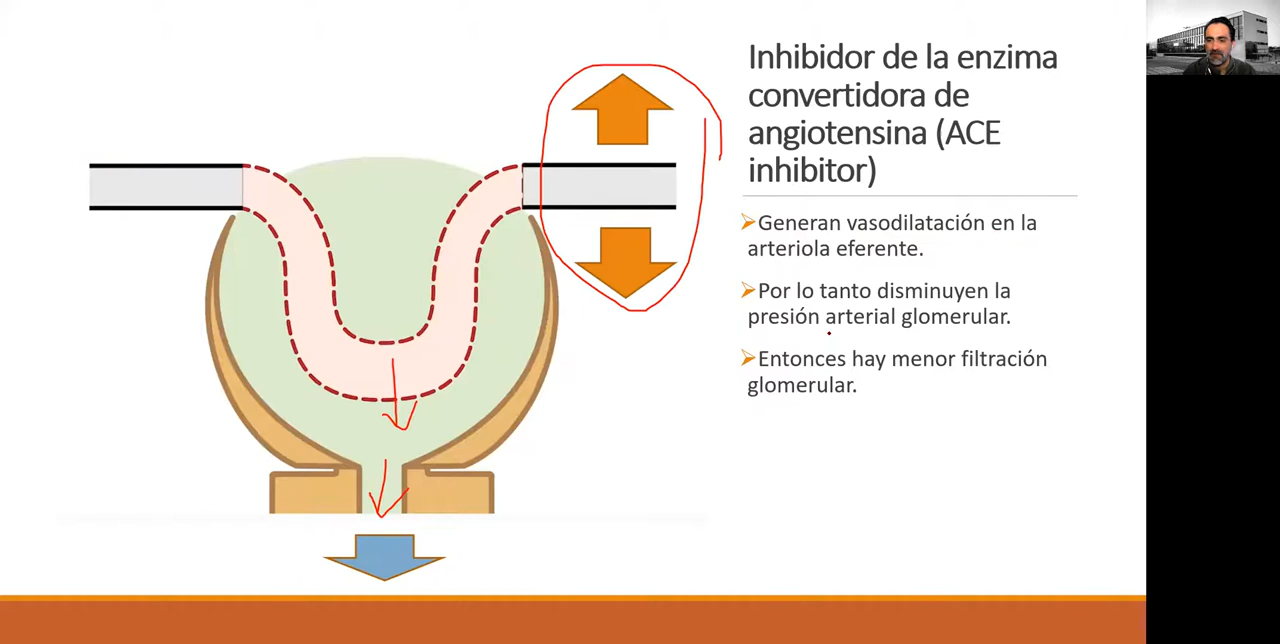 Inhibidor de la enzima
convertidora de
angiotensina (ACE
inhibitor)
Generan vasodilatación en la
arteriola eferente.
Por lo tanto disminuyen la
presión arterial glomerular.
Entonces hay menor filtración
glomerular.